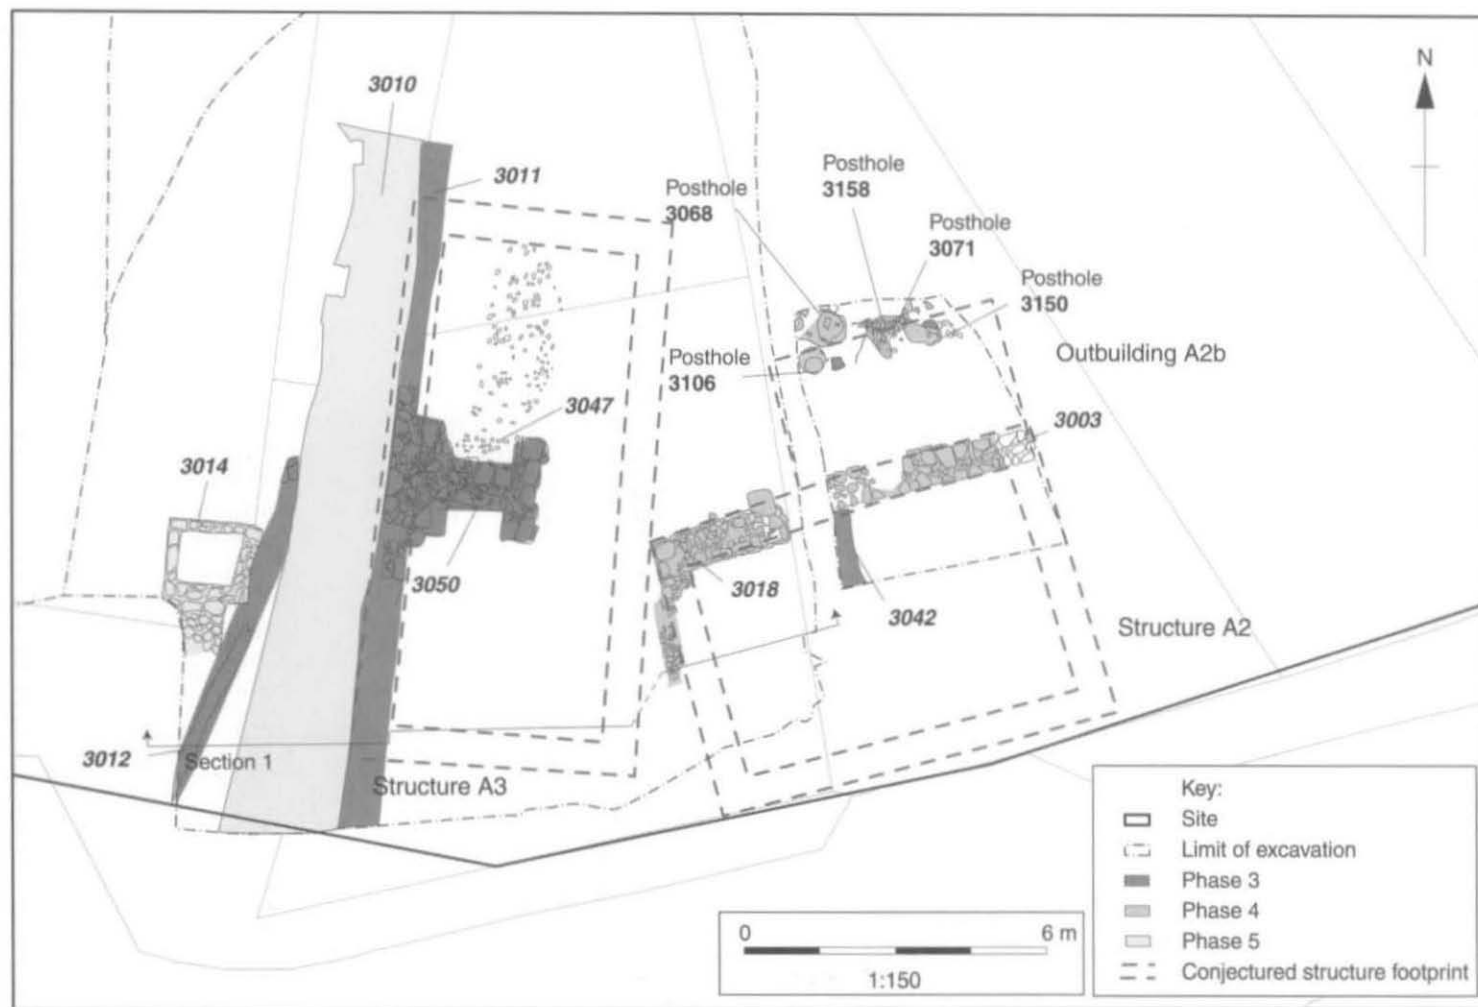 3010
N
3011
Posthole
3158
Posthole
3068
Posthole
3071
Posthole
3150
Outbuilding A2b
Posthole
3106
3047
3003
3014
3050
3018
3042
Structure A2
3012
Section 1
Structure A3
Key:
Site
Limit of excavation
Phase 3
Phase 4
Phase 5
Conjectured structure footprint
0 6 m
1:150